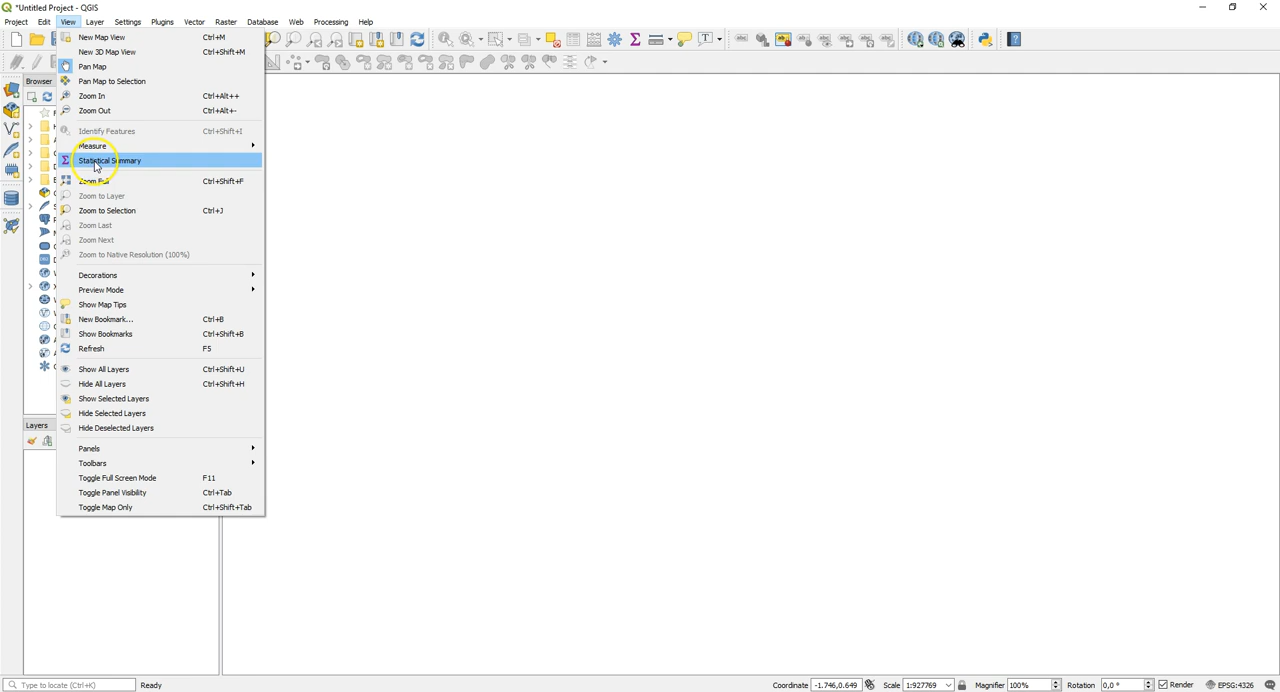 *Untitled Project - QGIS
Project Edit View Layer Settings Plugins Vector Raster Database Web Processing Help
New Map View Ctrl+M
New 3D Map View Ctrl+Shift+M
Pan Map
Browser
Pan Map to Selection
Zoom In Ctrl+Alt++
Zoom Out Ctrl+Alt+-
Identify Features Ctrl+Shift+I
Measure
Statistical Summary
Zoom Full Ctrl+Shift+F
Zoom to Layer
Zoom to Selection Ctrl+J
Zoom Last
Zoom Next
Zoom to Native Resolution (100%)
Decorations
Preview Mode
Show Map Tips
New Bookmark... Ctrl+B
Show Bookmarks Ctrl+Shift+B
Refresh F5
Show All Layers Ctrl+Shift+U
Hide All Layers Ctrl+Shift+H
Show Selected Layers
Hide Selected Layers
Layers
Hide Deselected Layers
Panels
Toolbars
Toggle Full Screen Mode F11
Toggle Panel Visibility Ctrl+Tab
Toggle Map Only Ctrl+Shift+Tab
Type to locate (Ctrl+K) Ready Coordinate -1.746,0.649 Scale 1:927769 Magnifier 100% Rotation 0,0 ° Render EPSG:4326